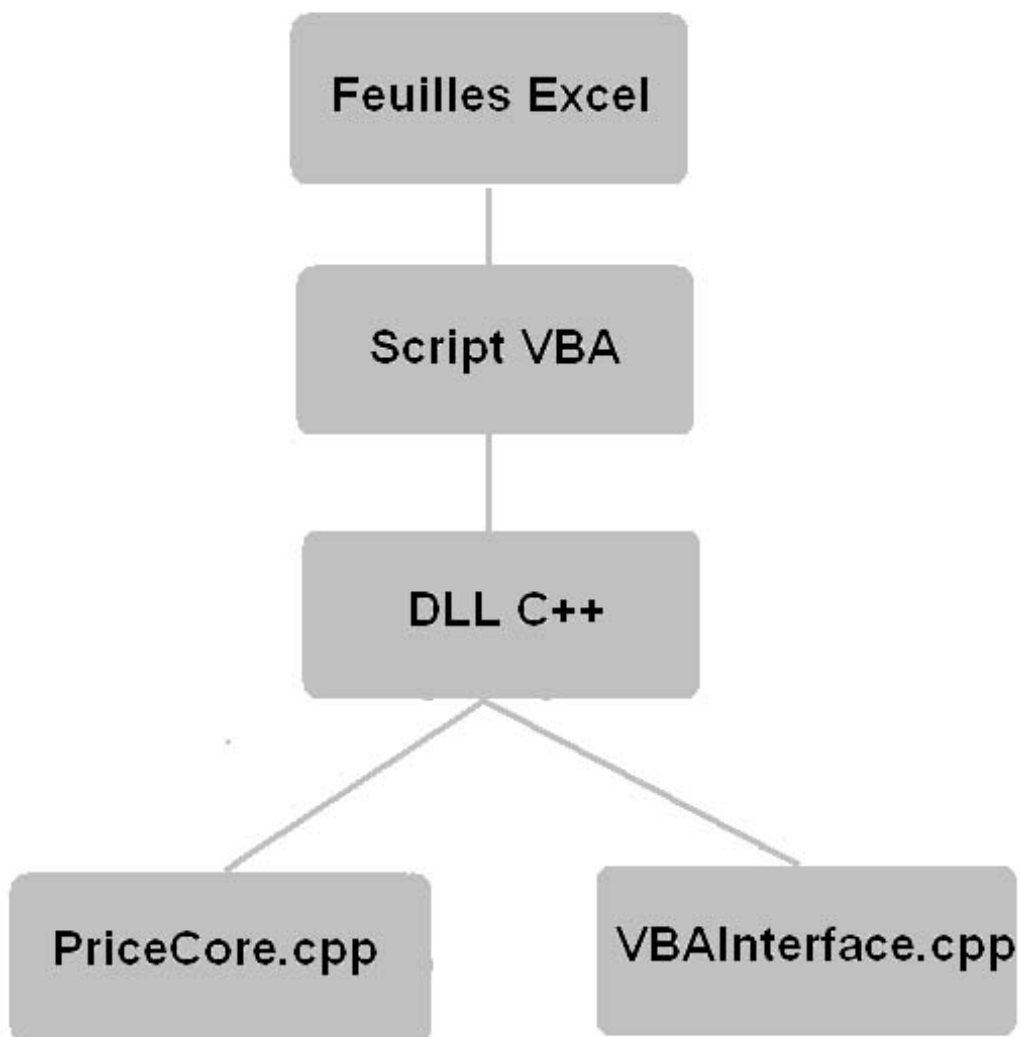 Feuilles Excel
Script VBA
DLL C++
PriceCore.cpp
VBAInterface.cpp